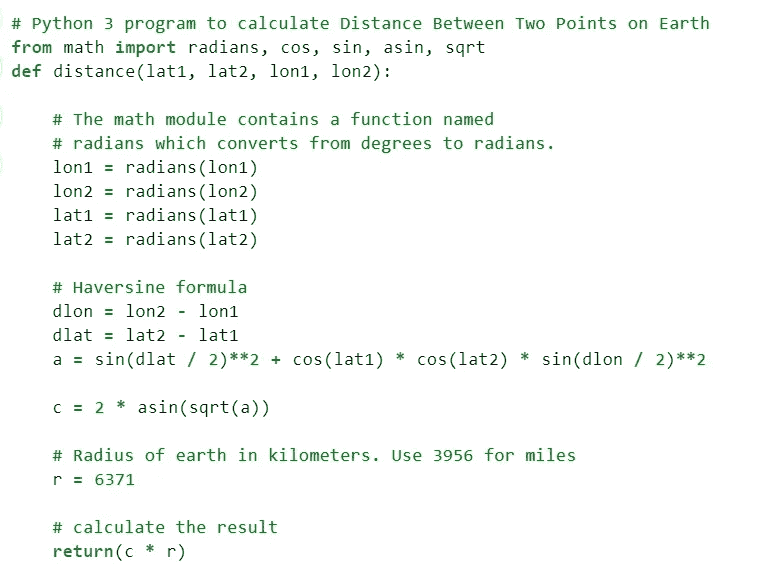 # Python 3 program to calculate Distance Between Two Points on Earth
from math import radians, cos, sin, asin, sqrt
def distance(lat1, lat2, lon1, lon2):
# The math module contains a function named
# radians which converts from degrees to radians.
lon1 = radians(lon1)
lon2 = radians(lon2)
lat1 = radians(lat1)
lat2 = radians(lat2)
# Haversine formula
dlon = lon2 - lon1
dlat = lat2 - lat1
a = sin(dlat / 2)**2 + cos(lat1) * cos(lat2) * sin(dlon / 2)**2
c = 2 * asin(sqrt(a))
# Radius of earth in kilometers. Use 3956 for miles
r = 6371
# calculate the result
return(c * r)